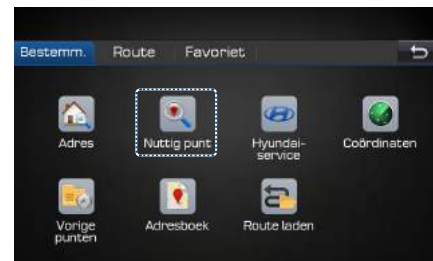 Bestemm. Route Favoriet
Adres Nuttig punt Hyundai-
service Coördinaten
Vorige
punten Adresboek Route laden